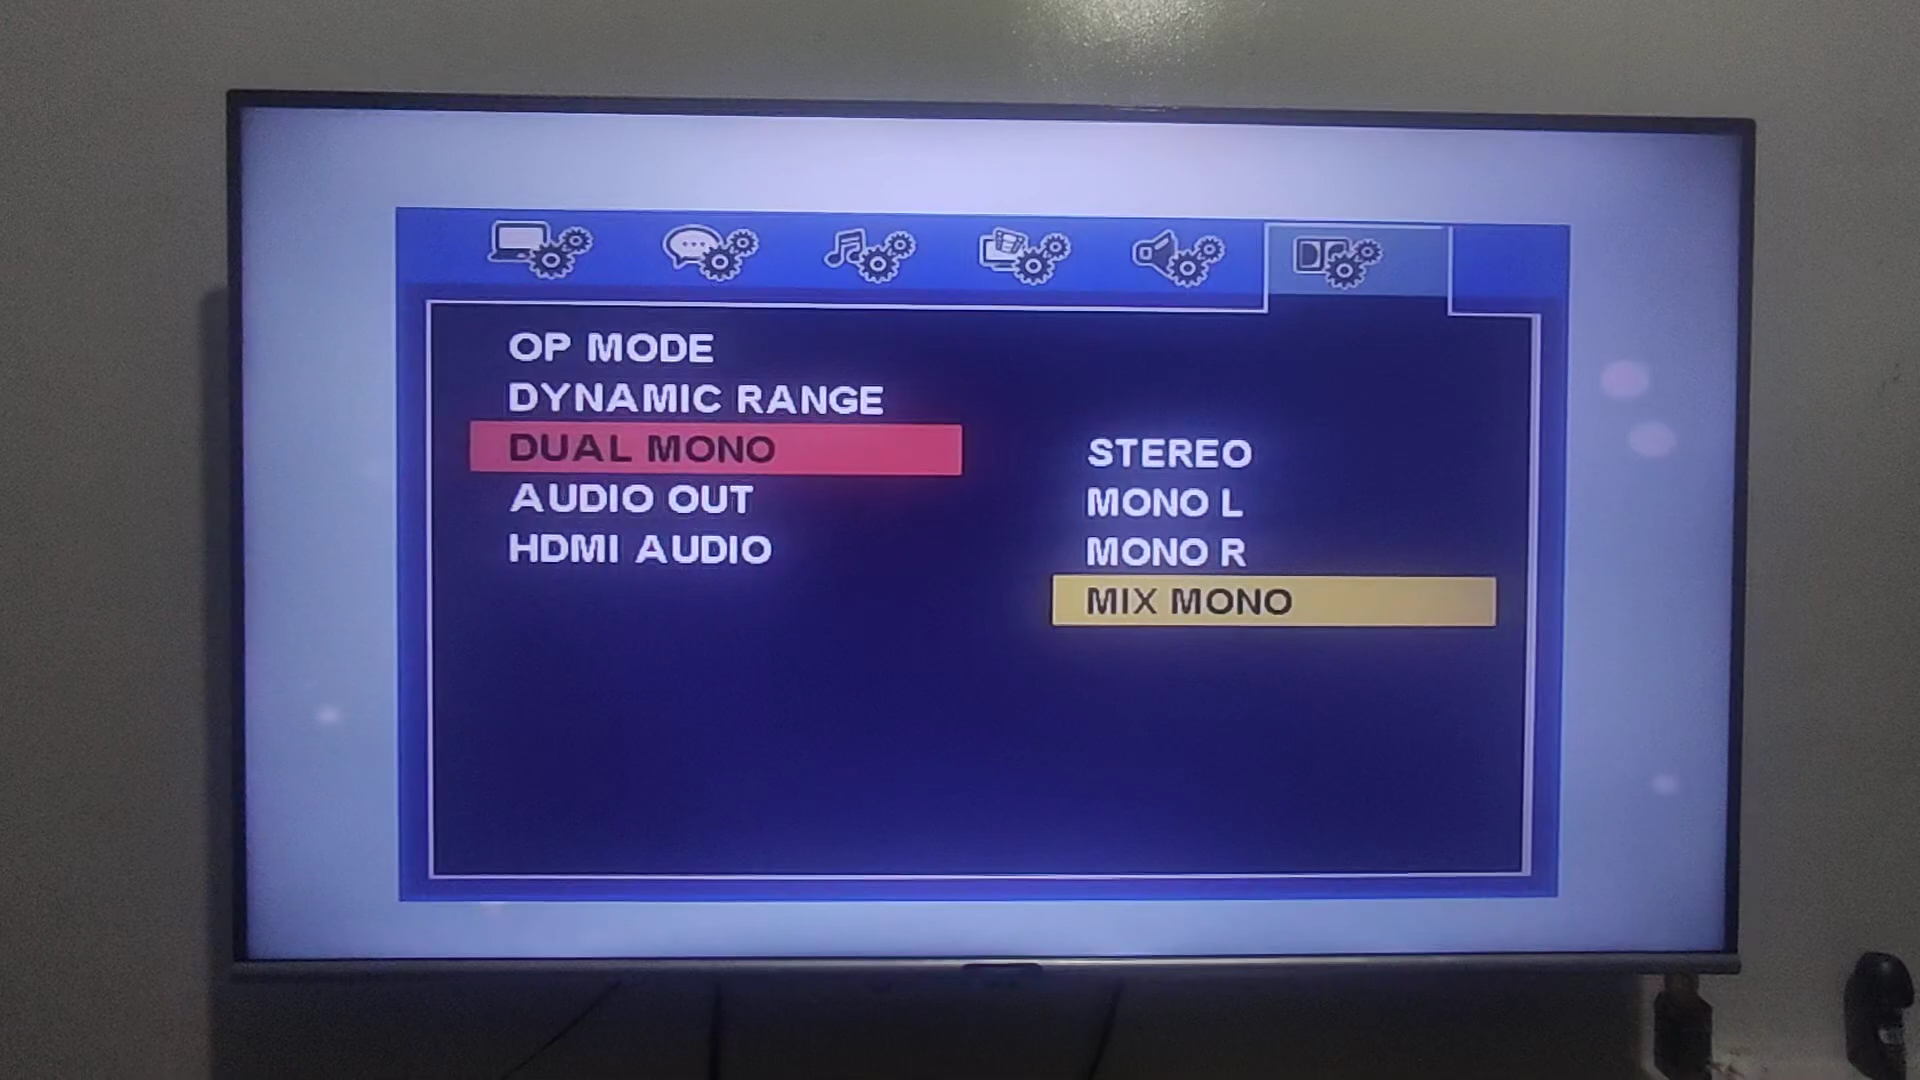 OP MODE
DYNAMIC RANGE
DUAL MONO
AUDIO OUT
HDMI AUDIO
STEREO
MONO L
MONO R
MIX MONO